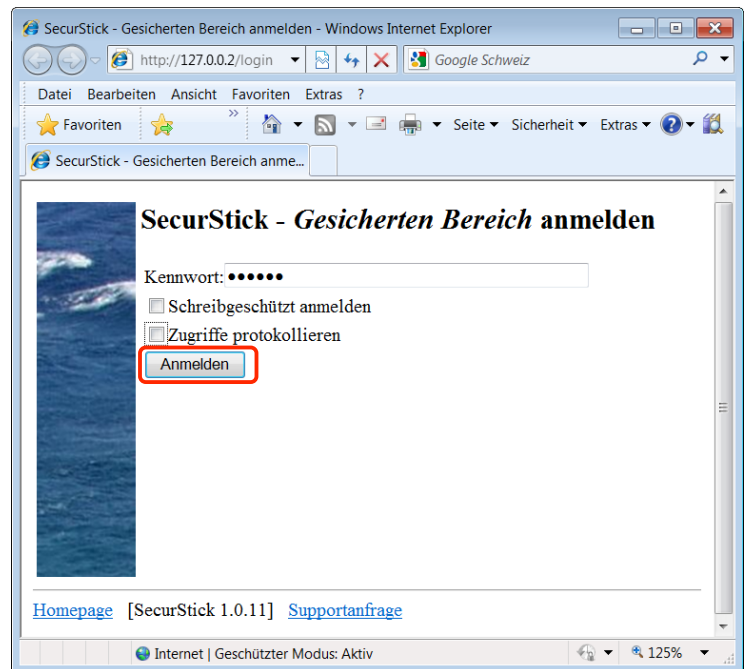 SecurStick - Gesicherten Bereich anmelden - Windows Internet Explorer
http://127.0.0.2/login Google Schweiz
Datei Bearbeiten Ansicht Favoriten Extras ?
Favoriten » Seite Sicherheit Extras
SecurStick - Gesicherten Bereich anme...
SecurStick - Gesicherten Bereich anmelden
Kennwort: ●●●●●●
Schreibgeschützt anmelden
Zugriffe protokollieren
Anmelden
Homepage [SecurStick 1.0.11] Supportanfrage
Internet | Geschützter Modus: Aktiv 125%